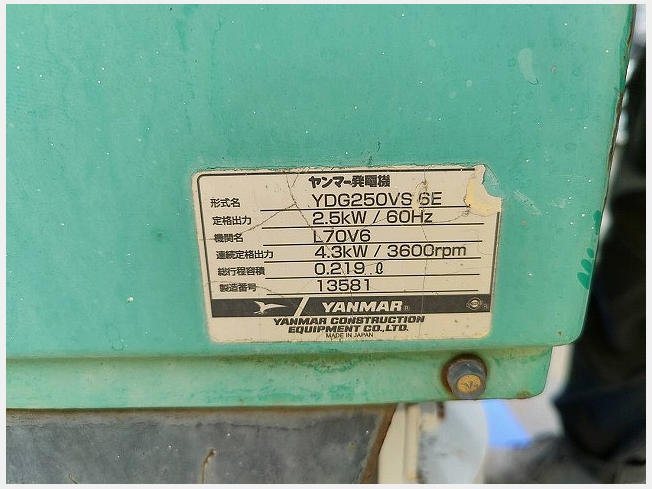 ヤンマー発電機
形式名 YDG250VS 6E
定格出力 2.5kW / 60Hz
機関名 L70V6
連続定格出力 4.3kW / 3600rpm
総行程容積 0.219 ℓ
製造番号 13581
YANMAR
YANMAR CONSTRUCTION
EQUIPMENT CO., LTD.
MADE IN JAPAN